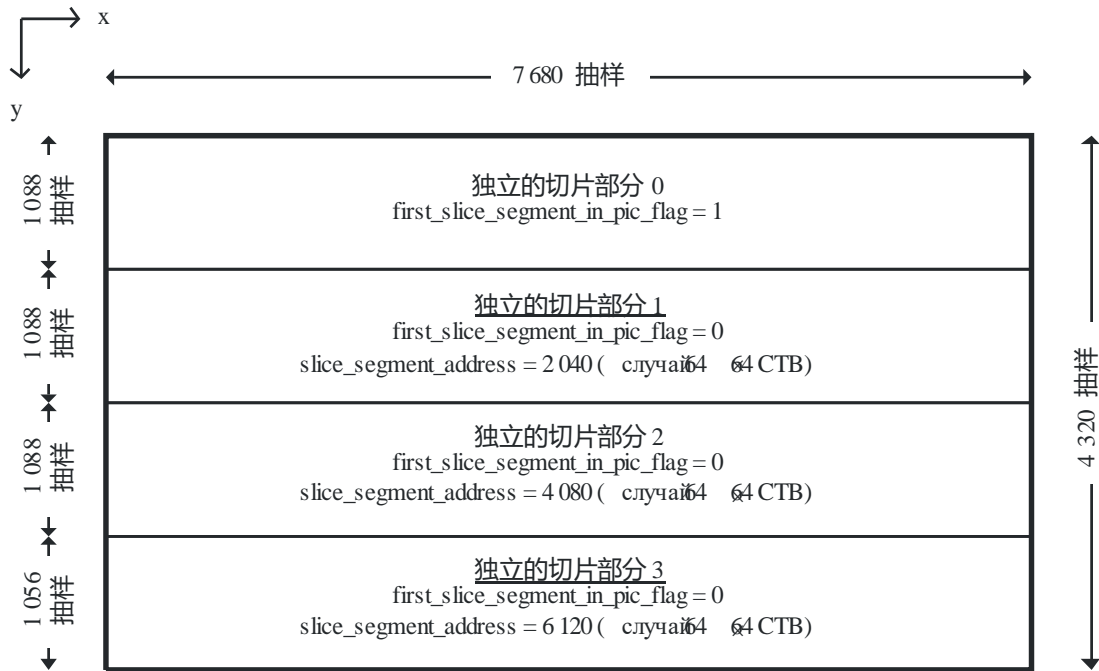 x
7 680 抽样
y
1 088
抽样
独立的切片部分 0
first_slice_segment_in_pic_flag = 1
1 088
抽样
独立的切片部分 1
first_slice_segment_in_pic_flag = 0
slice_segment_address = 2 040 ( случай 64 x 64 CTB)
4 320 抽样
1 088
抽样
独立的切片部分 2
first_slice_segment_in_pic_flag = 0
slice_segment_address = 4 080 ( случай 64 x 64 CTB)
1 056
抽样
独立的切片部分 3
first_slice_segment_in_pic_flag = 0
slice_segment_address = 6 120 ( случай 64 x 64 CTB)